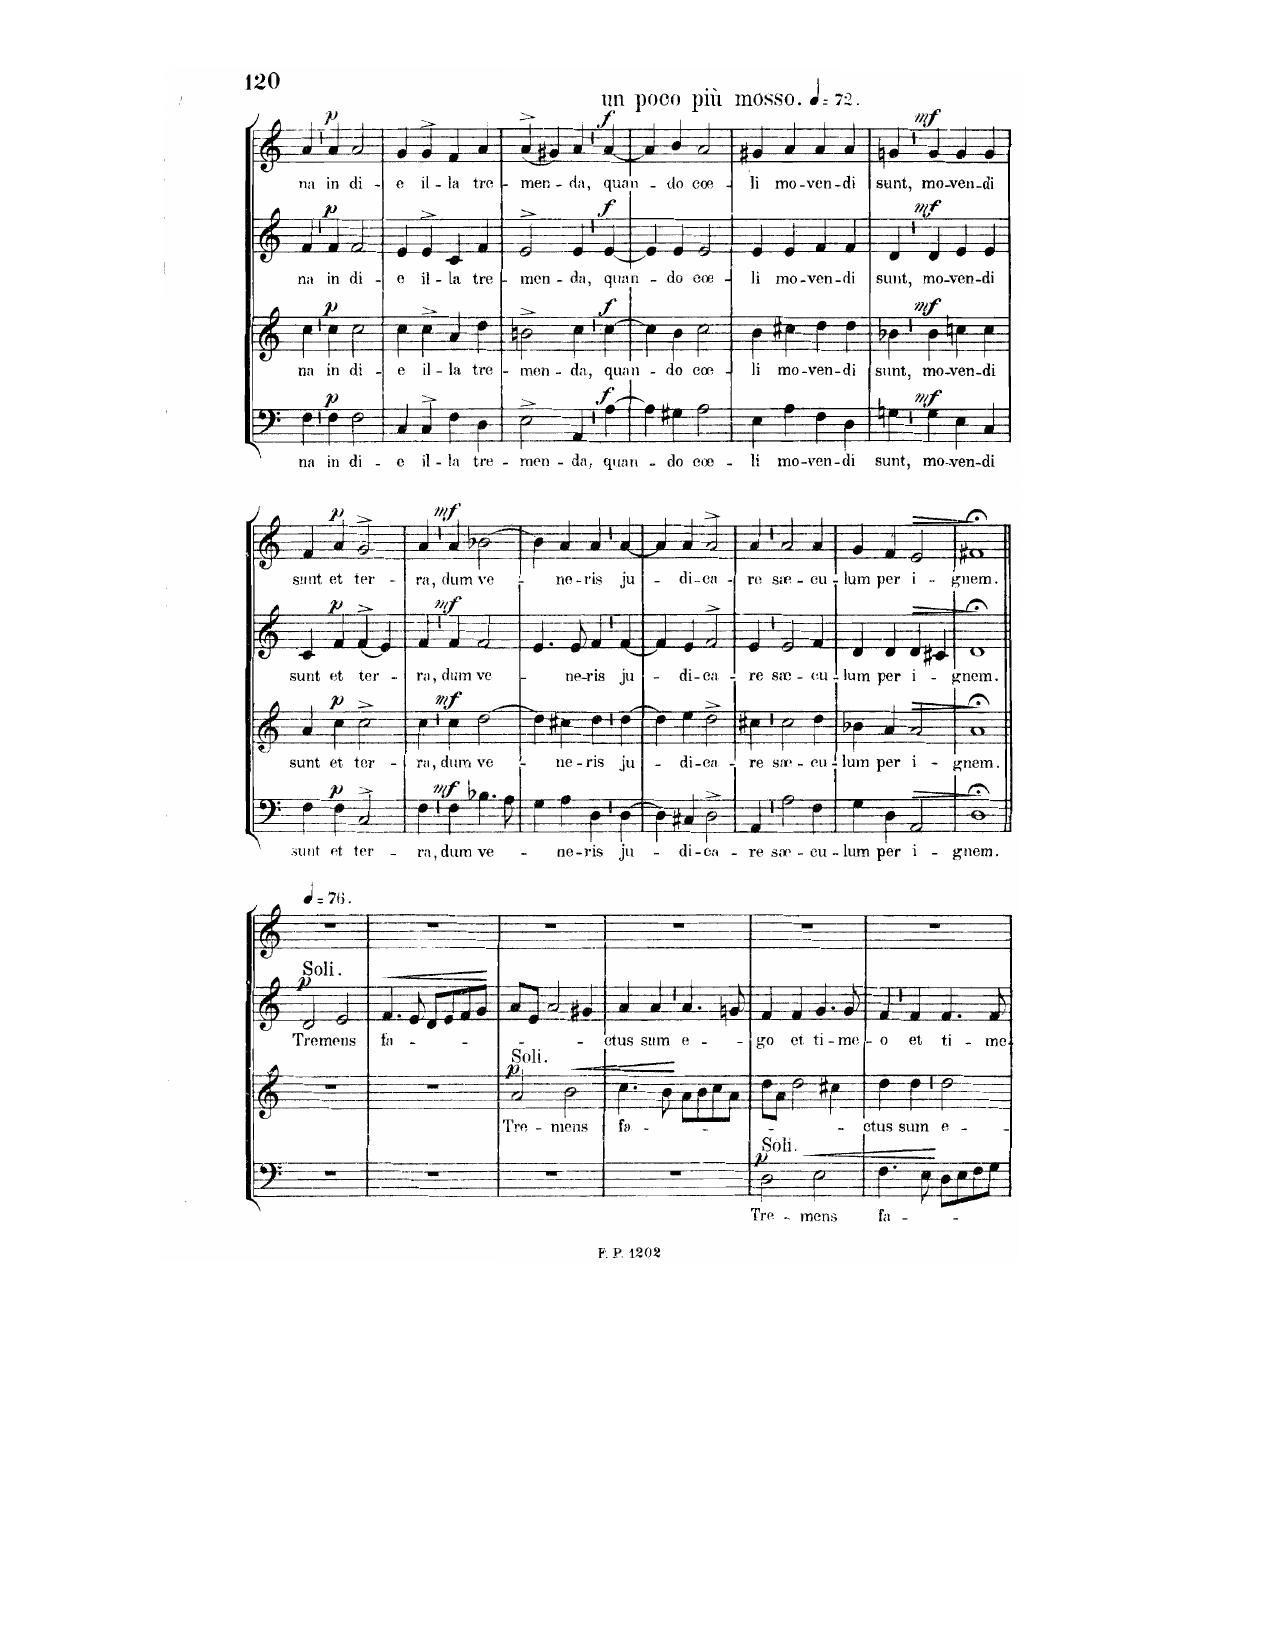 120
un poco più mosso. ♩= 72.
p f mf
na in di - e il - la tre - men - da, quan - do cœ - li mo-ven-di sunt, mo-ven-di
p f mf
na in di - e il - la tre - men - da, quan - do cœ - li mo-ven-di sunt, mo-ven-di
p f mf
na in di - e il - la tre - men - da, quan - do cœ - li mo-ven-di sunt, mo-ven-di
p f mf
na in di - e il - la tre - men - da, quan - do cœ - li mo-ven-di sunt, mo-ven-di
p mf
sunt et ter - ra, dum ve - ne-ris ju - di-ca - re sæ - cu - lum per i - gnem.
p mf
sunt et ter - ra, dum ve - ne-ris ju - di-ca - re sæ - cu - lum per i - gnem.
p mf
sunt et ter - ra, dum ve - ne-ris ju - di-ca - re sæ - cu - lum per i - gnem.
p mf
sunt et ter - ra, dum ve - ne-ris ju - di-ca - re sæ - cu - lum per i - gnem.
♩= 76.
Soli.
p
Tremens fa - - - - ctus sum e - - go et ti - me - o et ti - me-
Soli.
p
Tre - mens fa - - - - ctus sum e - -
Soli.
p
Tre - mens fa - -
F. P. 1202